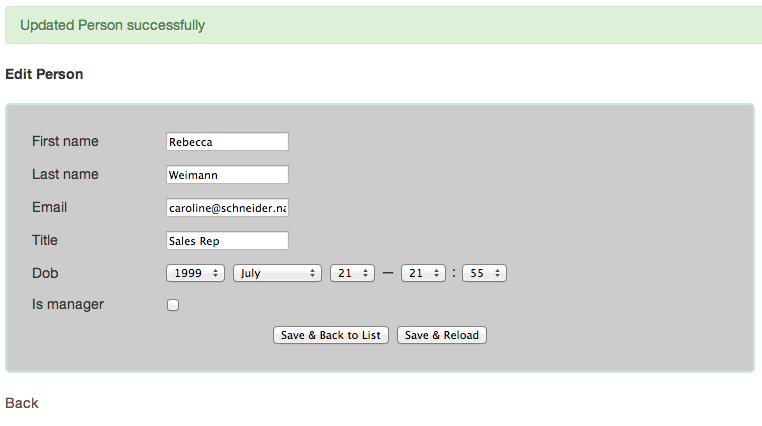 Updated Person successfully
Edit Person
First name Rebecca
Last name Weimann
Email caroline@schneider.na
Title Sales Rep
Dob 1999 July 21 — 21 : 55
Is manager
Save & Back to List Save & Reload
Back